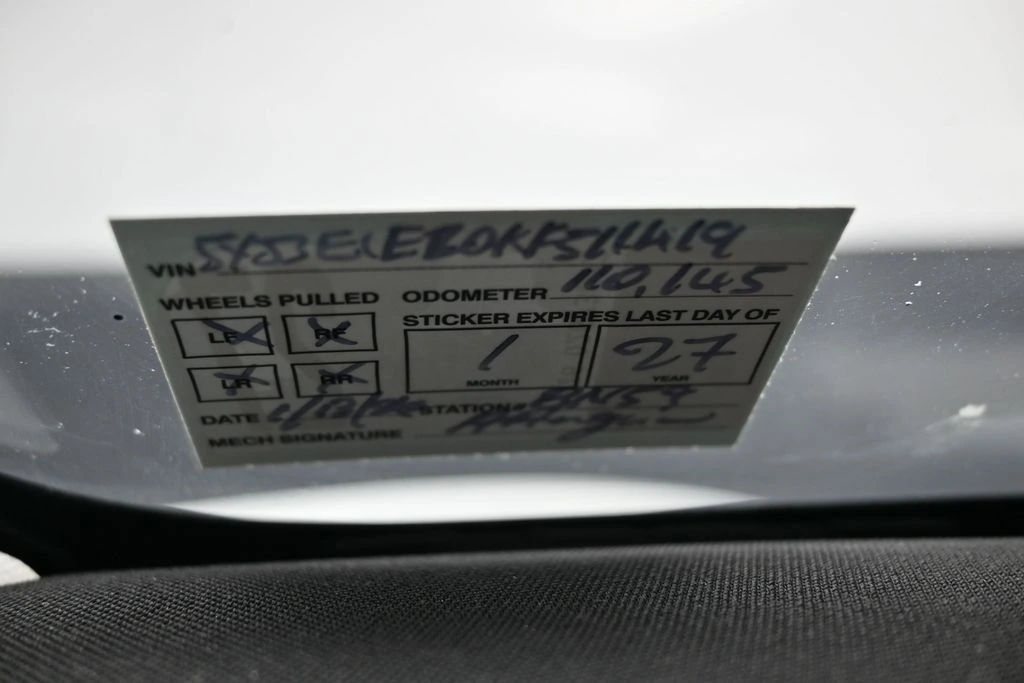 VIN
WHEELS PULLED ODOMETER 110,145
STICKER EXPIRES LAST DAY OF
LF RF
1 27
MONTH YEAR
LR RR
DATE STATION# EN59
MECH SIGNATURE